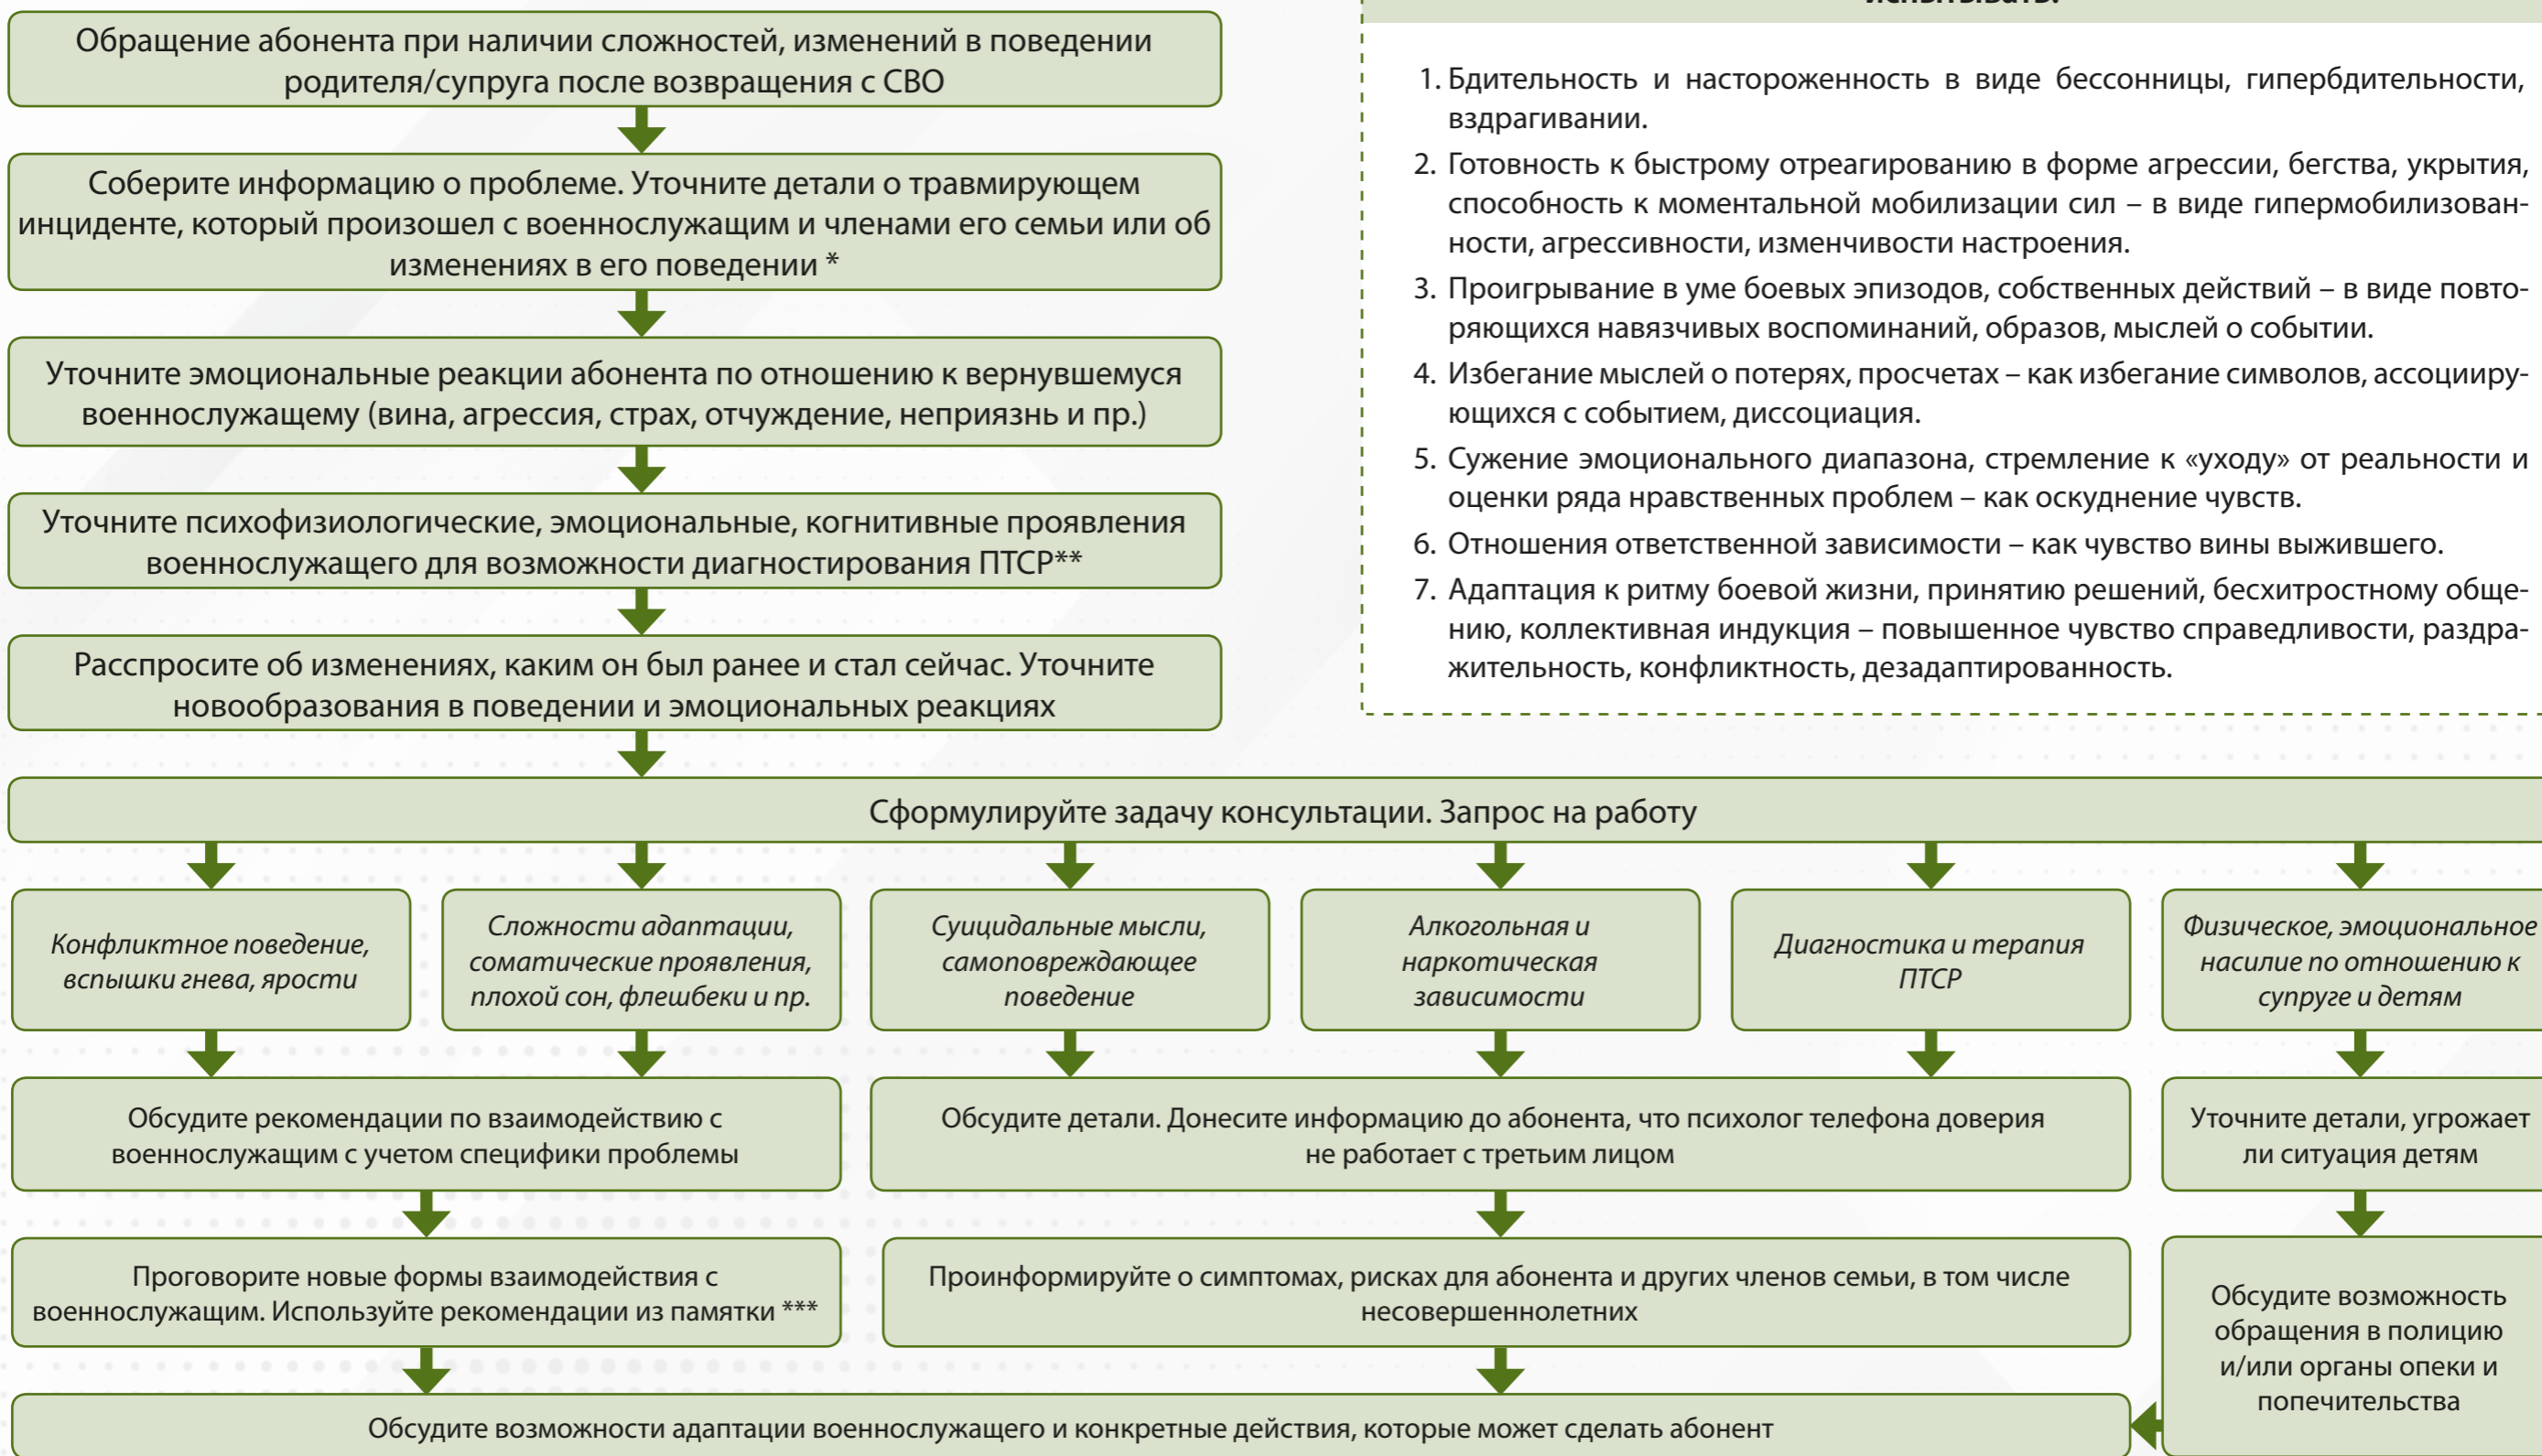 испытывать:
Обращение абонента при наличии сложностей, изменений в поведении
родителя/супруга после возвращения с СВО
Соберите информацию о проблеме. Уточните детали о травмирующем
инциденте, который произошел с военнослужащим и членами его семьи или об
изменениях в его поведении *
Уточните эмоциональные реакции абонента по отношению к вернувшемуся
военнослужащему (вина, агрессия, страх, отчуждение, неприязнь и пр.)
Уточните психофизиологические, эмоциональные, когнитивные проявления
военнослужащего для возможности диагностирования ПТСР**
Расспросите об изменениях, каким он был ранее и стал сейчас. Уточните
новообразования в поведении и эмоциональных реакциях
1. Бдительность и настороженность в виде бессонницы, гипербдительности,
вздрагивании.
2. Готовность к быстрому отреагированию в форме агрессии, бегства, укрытия,
способность к моментальной мобилизации сил – в виде гипермобилизован-
ности, агрессивности, изменчивости настроения.
3. Проигрывание в уме боевых эпизодов, собственных действий – в виде повто-
ряющихся навязчивых воспоминаний, образов, мыслей о событии.
4. Избегание мыслей о потерях, просчетах – как избегание символов, ассоцииру-
ющихся с событием, диссоциация.
5. Сужение эмоционального диапазона, стремление к «уходу» от реальности и
оценки ряда нравственных проблем – как оскуднение чувств.
6. Отношения ответственной зависимости – как чувство вины выжившего.
7. Адаптация к ритму боевой жизни, принятию решений, бесхитростному обще-
нию, коллективная индукция – повышенное чувство справедливости, раздра-
жительность, конфликтность, дезадаптированность.
Сформулируйте задачу консультации. Запрос на работу
Конфликтное поведение,
вспышки гнева, ярости
Сложности адаптации,
соматические проявления,
плохой сон, флешбеки и пр.
Суицидальные мысли,
самоповреждающее
поведение
Алкогольная и
наркотическая
зависимости
Диагностика и терапия
ПТСР
Физическое, эмоциональное
насилие по отношению к
супруге и детям
Обсудите рекомендации по взаимодействию с
военнослужащим с учетом специфики проблемы
Обсудите детали. Донесите информацию до абонента, что психолог телефона доверия
не работает с третьим лицом
Уточните детали, угрожает
ли ситуация детям
Проговорите новые формы взаимодействия с
военнослужащим. Используйте рекомендации из памятки ***
Проинформируйте о симптомах, рисках для абонента и других членов семьи, в том числе
несовершеннолетних
Обсудите возможность
обращения в полицию
и/или органы опеки и
попечительства
Обсудите возможности адаптации военнослужащего и конкретные действия, которые может сделать абонент